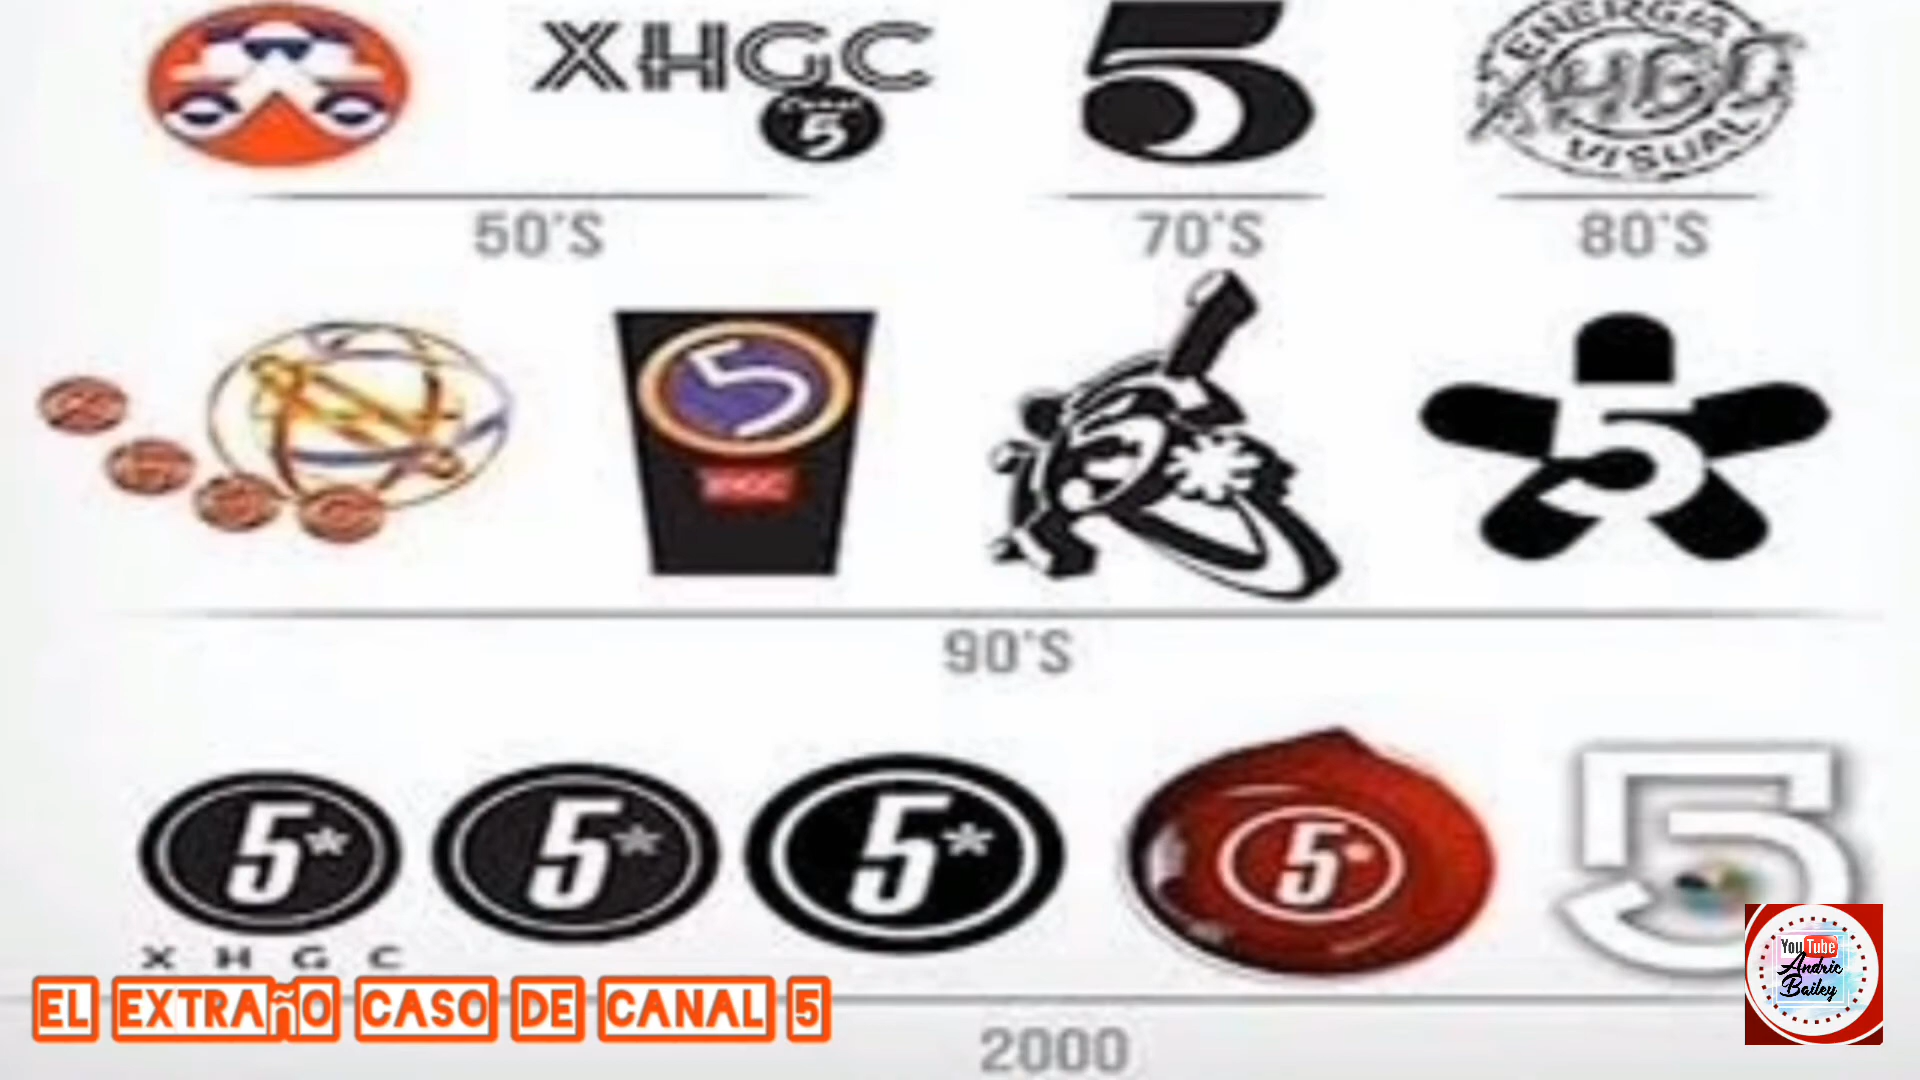 XHGC
Canal
5
5
ENERGIA
XHGC
VISUAL
50'S
70'S
80'S
5
XHGC
5
90'S
5*
5*
5*
5*
5
X H G C
YouTube
Andric
Bailey
EL EXTRAÑO CASO DE CANAL 5
2000